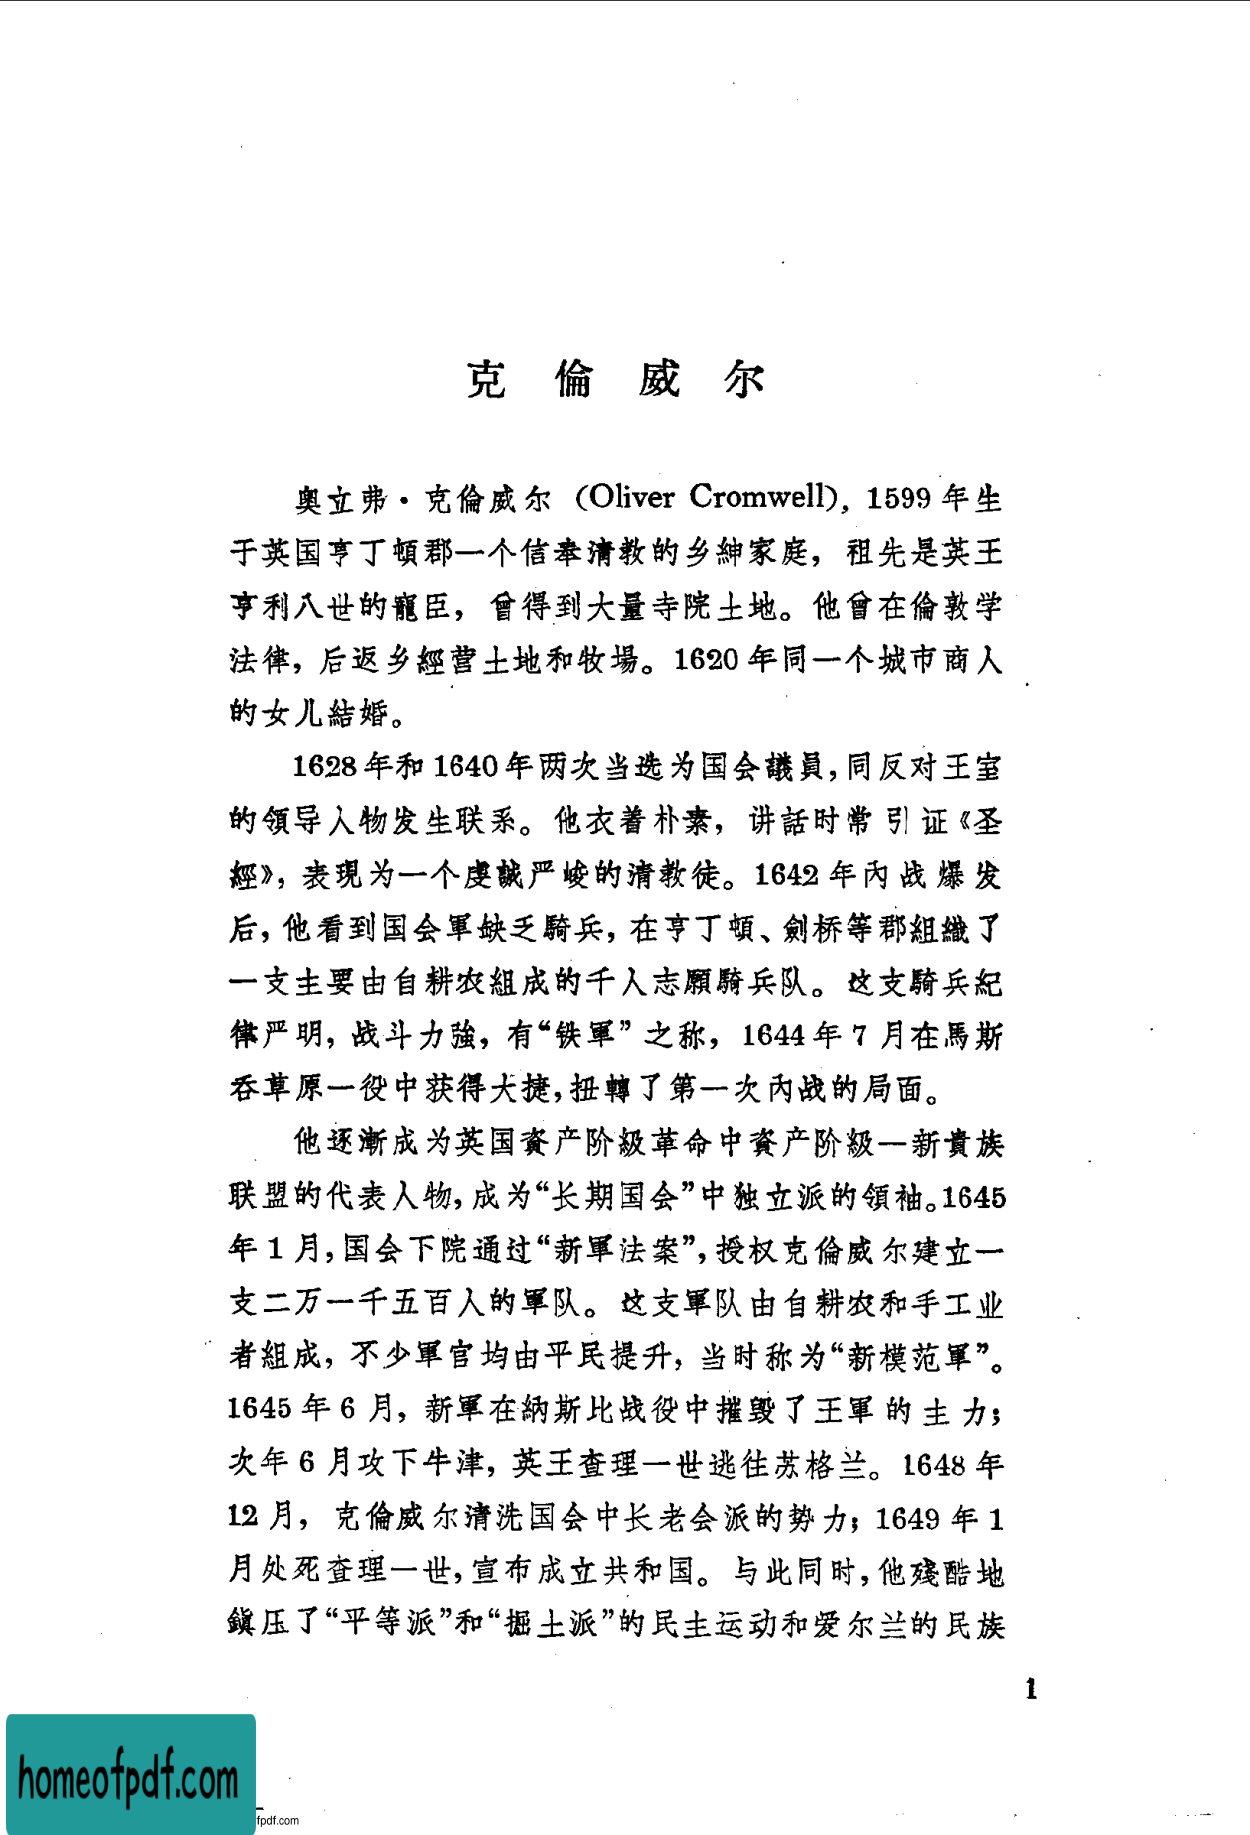 克倫威尔
奧立弗·克倫威尔 (Oliver Cromwell), 1599 年生
于英国亨丁頓郡一个信奉清教的乡紳家庭，祖先是英王
亨利八世的寵臣，曾得到大量寺院土地。他曾在倫敦学
法律，后返乡經营土地和牧場。1620 年同一个城市商人
的女儿結婚。
1628 年和 1640 年两次当选为国会議員，同反对王室
的領导人物发生联系。他衣着朴素，讲話时常引证《圣
經》，表現为一个虔誠严峻的清教徒。1642 年內战爆发
后，他看到国会軍缺乏騎兵，在亨丁頓、劍桥等郡組織了
一支主要由自耕农組成的千人志願騎兵队。这支騎兵紀
律严明，战斗力強，有“铁軍”之称，1644 年 7 月在馬斯
吞草原一役中获得大捷，扭轉了第一次內战的局面。
他逐漸成为英国資产阶級革命中資产阶級—新貴族
联盟的代表人物，成为“长期国会”中独立派的領袖。1645
年 1 月，国会下院通过“新軍法案”，授权克倫威尔建立一
支二万一千五百人的軍队。这支軍队由自耕农和手工业
者組成，不少軍官均由平民提升，当时称为“新模范軍”。
1645 年 6 月，新軍在納斯比战役中摧毁了王軍的主力；
次年 6 月攻下牛津，英王查理一世逃往苏格兰。1648 年
12 月，克倫威尔清洗国会中长老会派的势力；1649 年 1
月处死查理一世，宣布成立共和国。与此同时，他殘酷地
鎭压了“平等派”和“掘土派”的民主运动和爱尔兰的民族
1
homeofpdf.com
fpdf.com